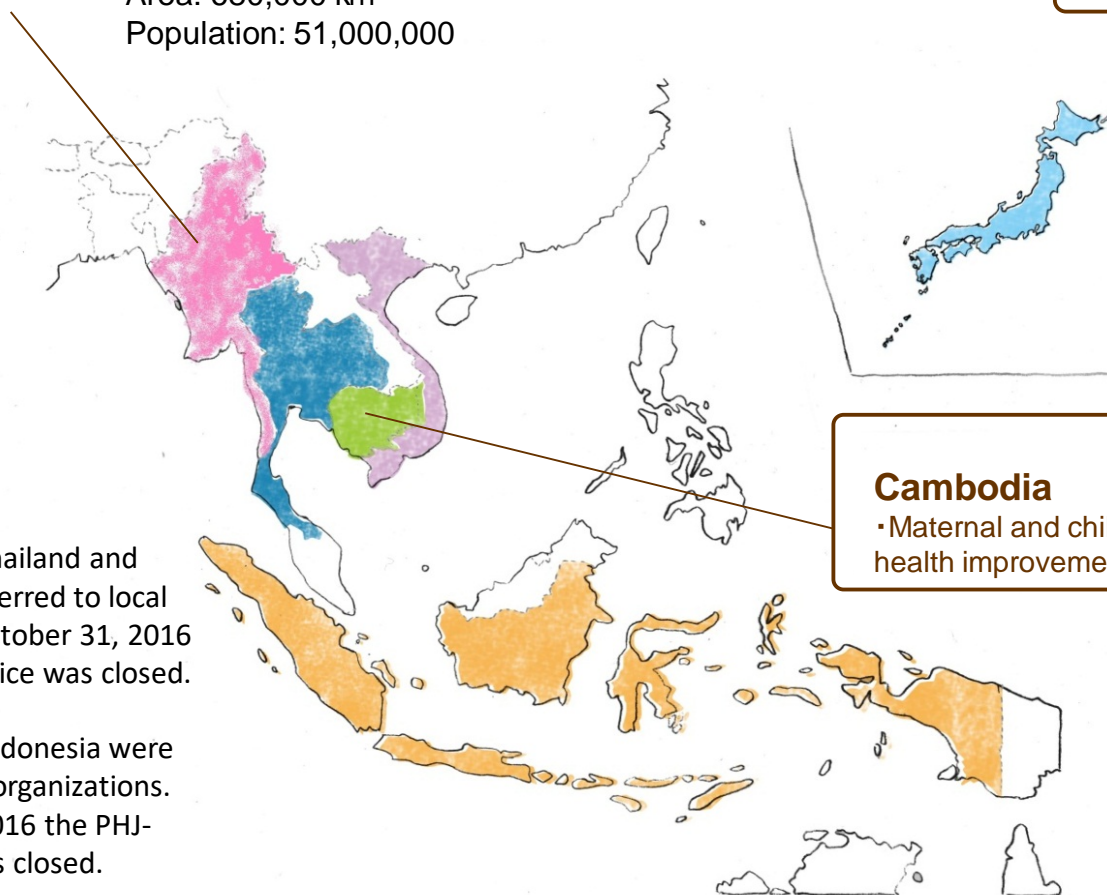 Population: 51,000,000
Cambodia
・Maternal and chi
health improveme
hailand and
erred to local
tober 31, 2016
ice was closed.
donesia were
organizations.
016 the PHJ-
s closed.